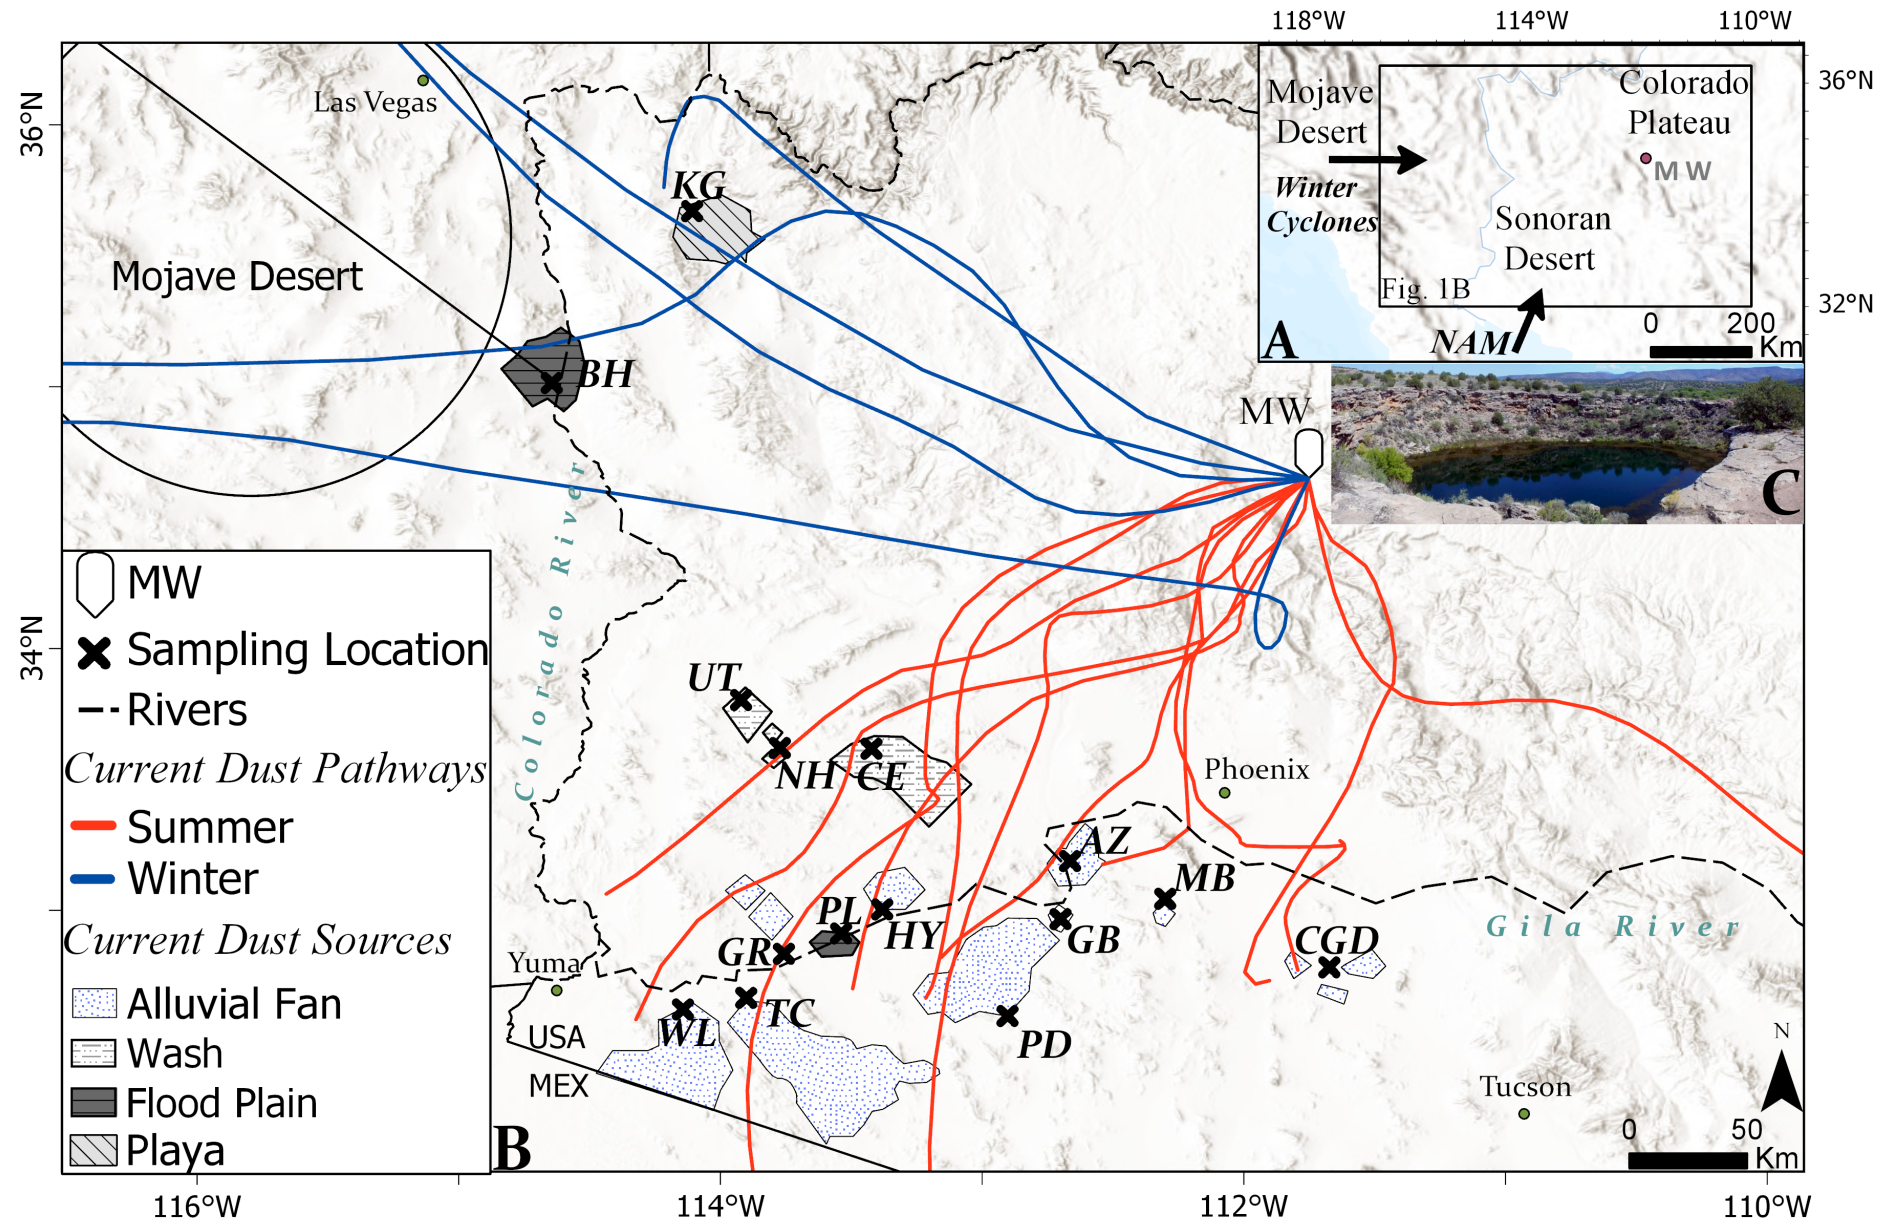 118°W 114°W 110°W
36°N
32°N
36°N
34°N
Las Vegas
Mojave Desert
KG
BH
Mojave
Desert
Winter
Cyclones
Colorado
Plateau
MW
Sonoran
Desert
Fig. 1B
NAM
0 200
Km
A
MW
C
Colorado River
MW
Sampling Location
Rivers
Current Dust Pathways
Summer
Winter
Current Dust Sources
Alluvial Fan
Wash
Flood Plain
Playa
UT
NH CE
Phoenix
AZ
MB
PL
HY
GB
GR
CGD
Gila River
Yuma
WL TC
PD
USA
MEX
Tucson
N
0 50
Km
B
116°W 114°W 112°W 110°W